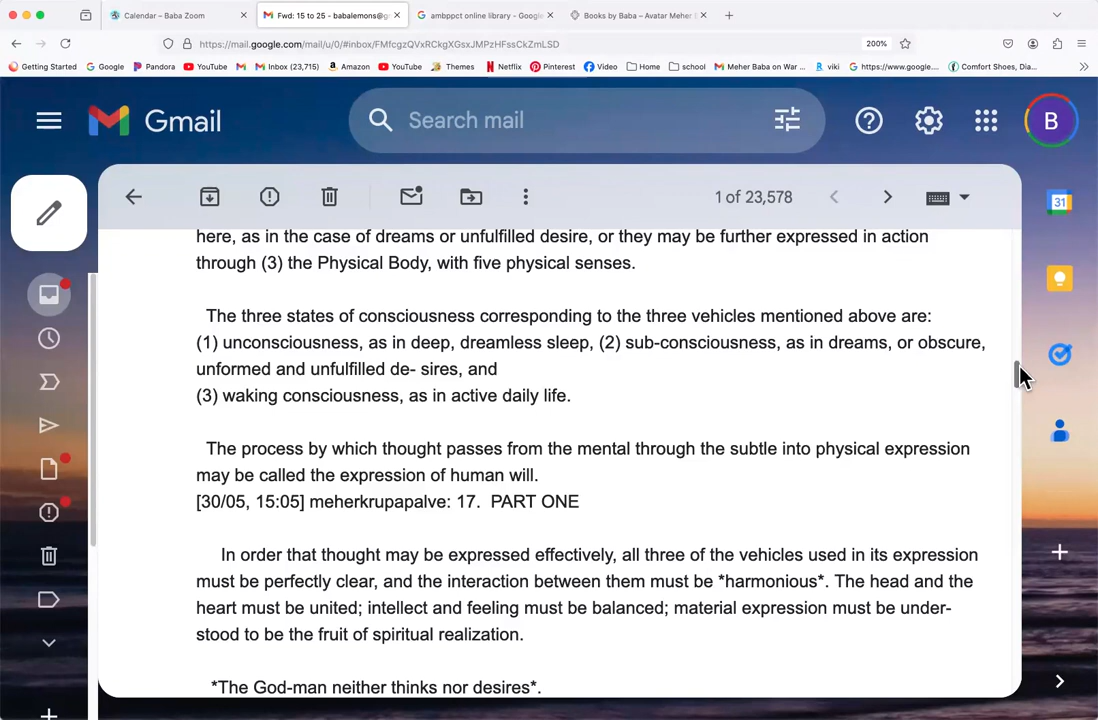 Calendar – Baba Zoom
Fwd: 15 to 25 - babalemons@g
ambppct online library - Google
Books by Baba – Avatar Meher
https://mail.google.com/mail/u/0/#inbox/FMfcgzQVxRCkgXGsxJMPzHFssCkZmLSD
200%
Getting Started
Google
Pandora
YouTube
Inbox (23,715)
Amazon
YouTube
Themes
Netflix
Pinterest
Video
Home
school
Meher Baba on War ...
viki
https://www.google....
Comfort Shoes, Dia...
Gmail
Search mail
B
1 of 23,578
31
here, as in the case of dreams or unfulfilled desire, or they may be further expressed in action
through (3) the Physical Body, with five physical senses.
The three states of consciousness corresponding to the three vehicles mentioned above are:
(1) unconsciousness, as in deep, dreamless sleep, (2) sub-consciousness, as in dreams, or obscure,
unformed and unfulfilled de- sires, and
(3) waking consciousness, as in active daily life.
The process by which thought passes from the mental through the subtle into physical expression
may be called the expression of human will.
[30/05, 15:05] meherkrupapalve: 17. PART ONE
In order that thought may be expressed effectively, all three of the vehicles used in its expression
must be perfectly clear, and the interaction between them must be *harmonious*. The head and the
heart must be united; intellect and feeling must be balanced; material expression must be under-
stood to be the fruit of spiritual realization.
*The God-man neither thinks nor desires*.